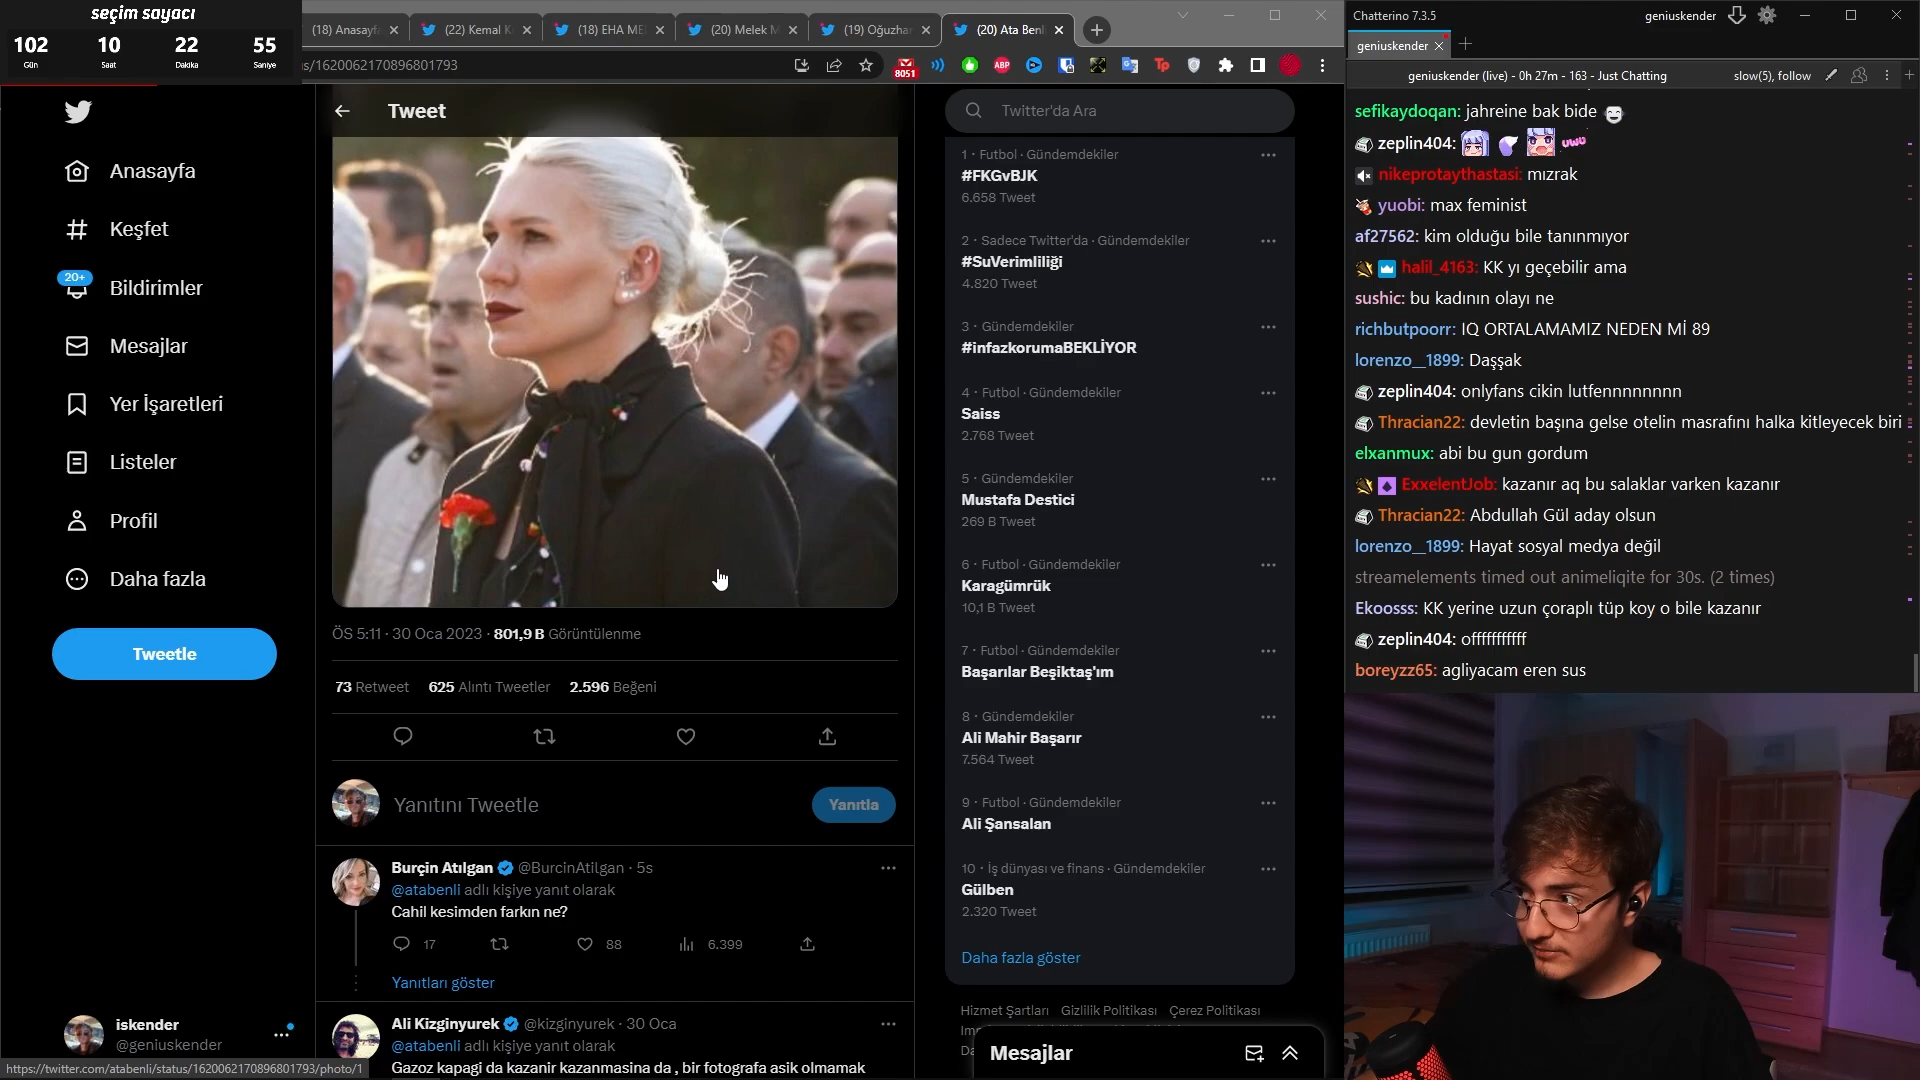 seçim sayacı
102 10 22 55
Gün Saat Dakika Saniye
(18) Anasayfa
(22) Kemal K
(18) EHA ME
(20) Melek M
(19) Oğuzha
(20) Ata Benl
s/1620062170896801793
8051
ABP
Tp
Anasayfa
Keşfet
20+
Bildirimler
Mesajlar
Yer İşaretleri
Listeler
Profil
Daha fazla
Tweetle
iskender
@geniuskender
https://twitter.com/atabenli/status/1620062170896801793/photo/1
Tweet
ÖS 5:11 · 30 Oca 2023 · 801,9 B Görüntülenme
73 Retweet 625 Alıntı Tweetler 2.596 Beğeni
Yanıtını Tweetle
Yanıtla
Burçin Atılgan @BurcinAtilgan · 5s
@atabenli adlı kişiye yanıt olarak
Cahil kesimden farkın ne?
17 88 6.399
Yanıtları göster
Ali Kizginyurek @kizginyurek · 30 Oca
@atabenli adlı kişiye yanıt olarak
Gazoz kapagi da kazanir kazanmasina da , bir fotografa asik olmamak
Twitter'da Ara
1 · Futbol · Gündemdekiler
#FKGvBJK
6.658 Tweet
2 · Sadece Twitter'da · Gündemdekiler
#SuVerimliliği
4.820 Tweet
3 · Gündemdekiler
#infazkorumaBEKLİYOR
4 · Futbol · Gündemdekiler
Saiss
2.768 Tweet
5 · Gündemdekiler
Mustafa Destici
269 B Tweet
6 · Futbol · Gündemdekiler
Karagümrük
10,1 B Tweet
7 · Futbol · Gündemdekiler
Başarılar Beşiktaş'ım
8 · Gündemdekiler
Ali Mahir Başarır
7.564 Tweet
9 · Futbol · Gündemdekiler
Ali Şansalan
10 · İş dünyası ve finans · Gündemdekiler
Gülben
2.320 Tweet
Daha fazla göster
Hizmet Şartları Gizlilik Politikası Çerez Politikası
Mesajlar
Chatterino 7.3.5
geniuskender
geniuskender
geniuskender (live) - 0h 27m - 163 - Just Chatting
slow(5), follow
sefikaydoqan: jahreine bak bide
zeplin404: uwu
nikeprotaythastasi: mızrak
yuobi: max feminist
af27562: kim olduğu bile tanınmıyor
halil_4163: KK yı geçebilir ama
sushic: bu kadının olayı ne
richbutpoorr: IQ ORTALAMAMIZ NEDEN Mİ 89
lorenzo__1899: Daşşak
zeplin404: onlyfans cikin lutfennnnnnnn
Thracian22: devletin başına gelse otelin masrafını halka kitleyecek biri
elxanmux: abi bu gun gordum
ExxelentJob: kazanır aq bu salaklar varken kazanır
Thracian22: Abdullah Gül aday olsun
lorenzo__1899: Hayat sosyal medya değil
streamelements timed out animeliqite for 30s. (2 times)
Ekoosss: KK yerine uzun çoraplı tüp koy o bile kazanır
zeplin404: offfffffffff
boreyzz65: agliyacam eren sus